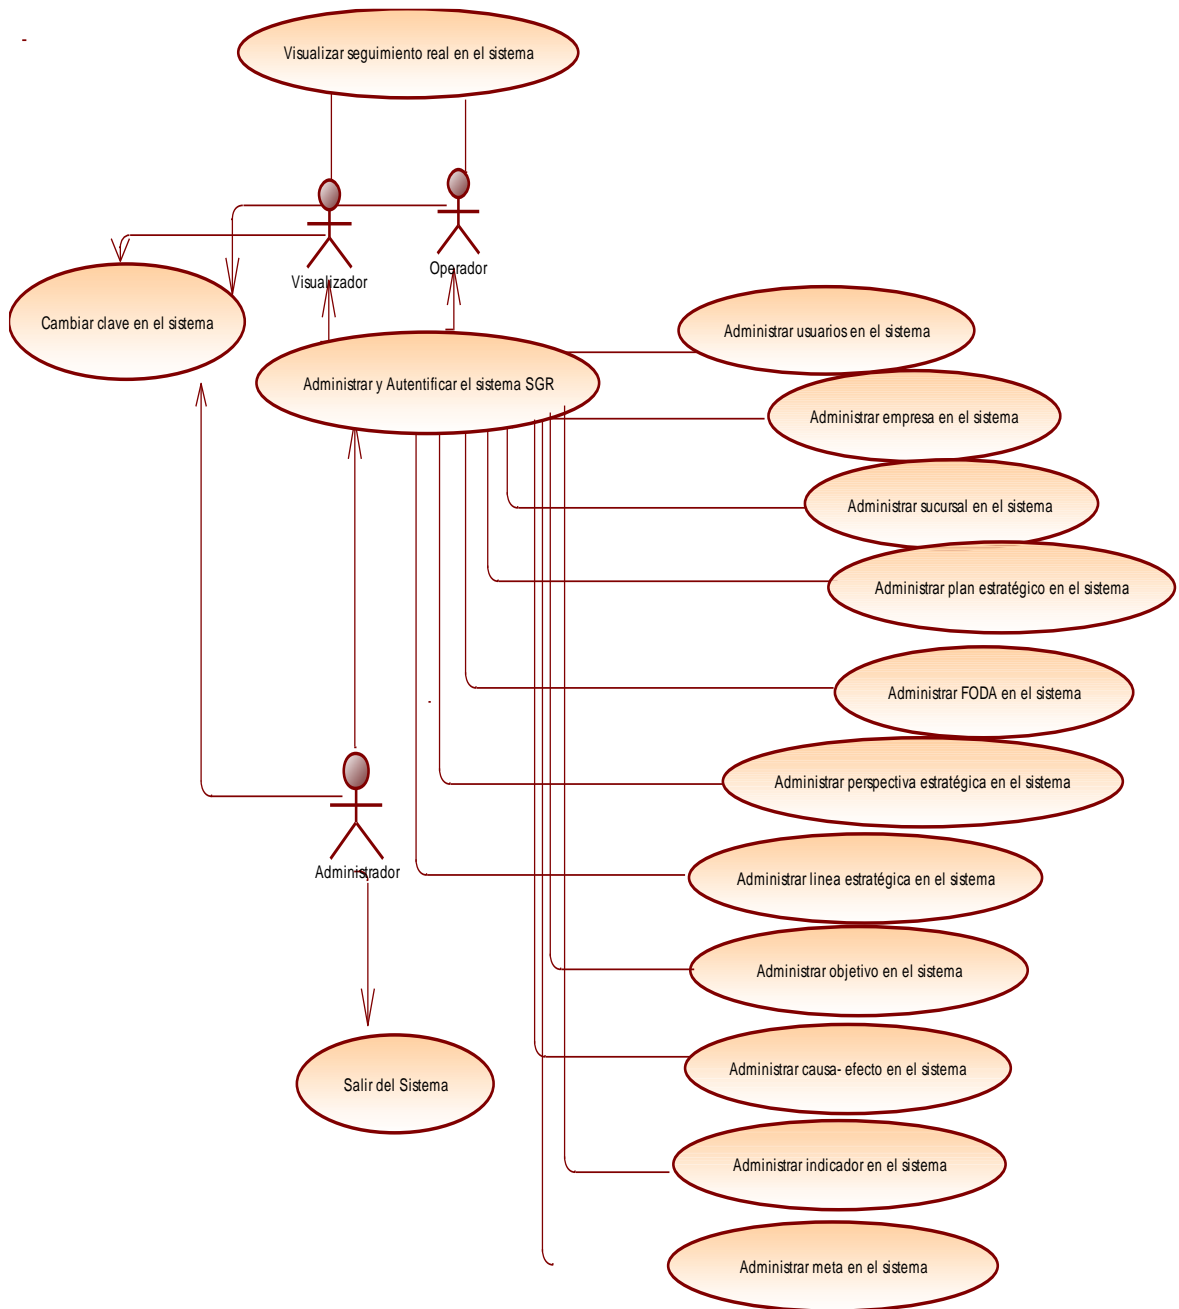 Visualizar seguimiento real en el sistema
Visualizador
Operador
Cambiar clave en el sistema
Administrar y Autentificar el sistema SGR
Administrar usuarios en el sistema
Administrar empresa en el sistema
Administrar sucursal en el sistema
Administrar plan estratégico en el sistema
Administrar FODA en el sistema
Administrar perspectiva estratégica en el sistema
Administrador
Administrar linea estratégica en el sistema
Administrar objetivo en el sistema
Administrar causa- efecto en el sistema
Salir del Sistema
Administrar indicador en el sistema
Administrar meta en el sistema